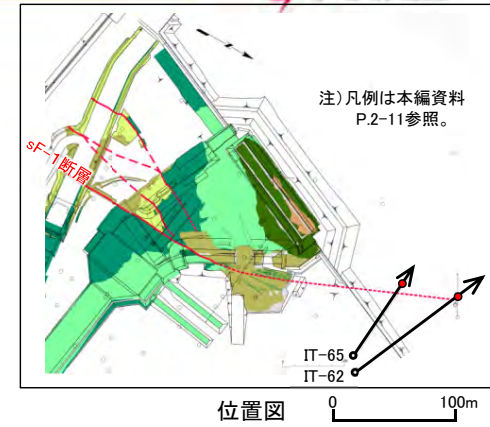 注）凡例は本編資料
P.2-11参照。
sF-1断層
IT-65
IT-62
位置図
0 100m